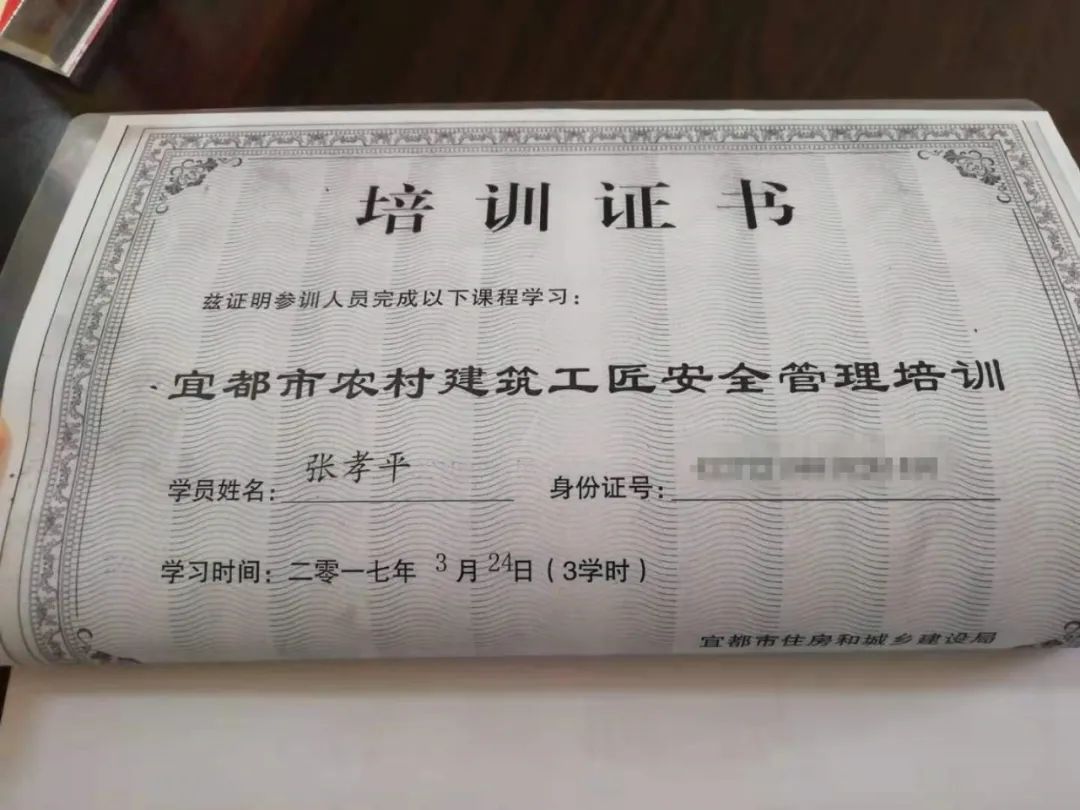 培训证书
兹证明参训人员完成以下课程学习：
宜都市农村建筑工匠安全管理培训
学员姓名：张孝平 身份证号：
学习时间：二零一七年 3月24日（3学时）
宜都市住房和城乡建设局